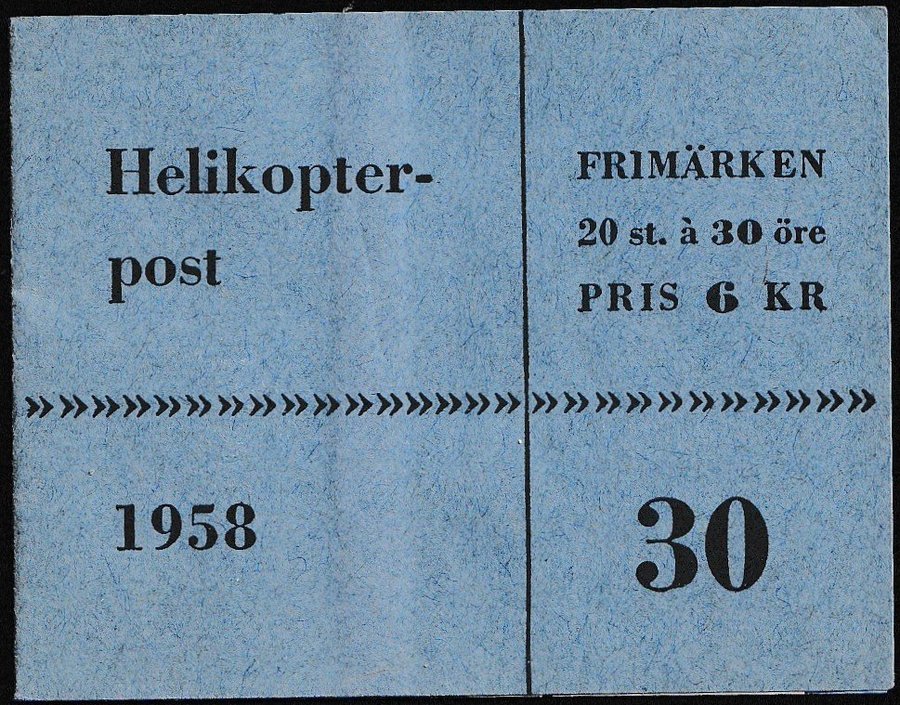 Helikopter-
post
1958
FRIMÄRKEN
20 st. à 30 öre
PRIS 6 KR
30